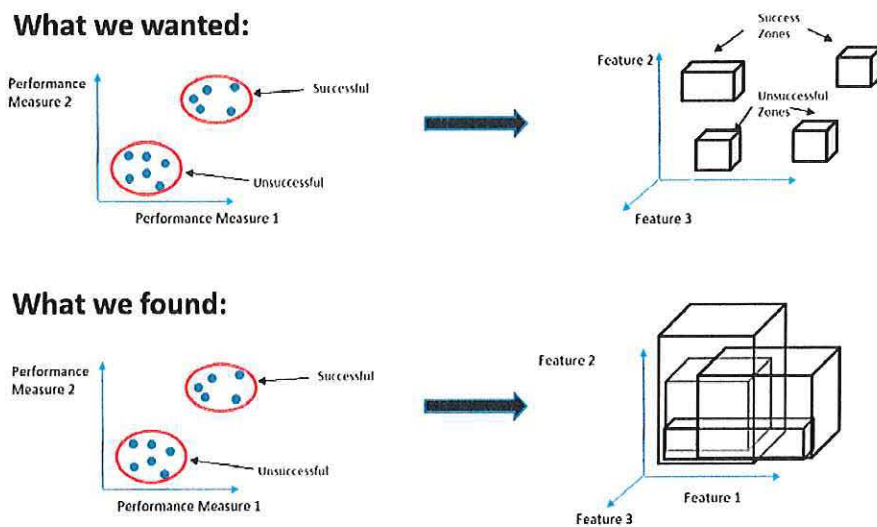 What we wanted:
Performance
Measure 2
Successful
Unsuccessful
Performance Measure 1
Success
Zones
Feature 2
Unsuccessful
Zones
Feature 3
What we found:
Performance
Measure 2
Successful
Unsuccessful
Performance Measure 1
Feature 2
Feature 1
Feature 3